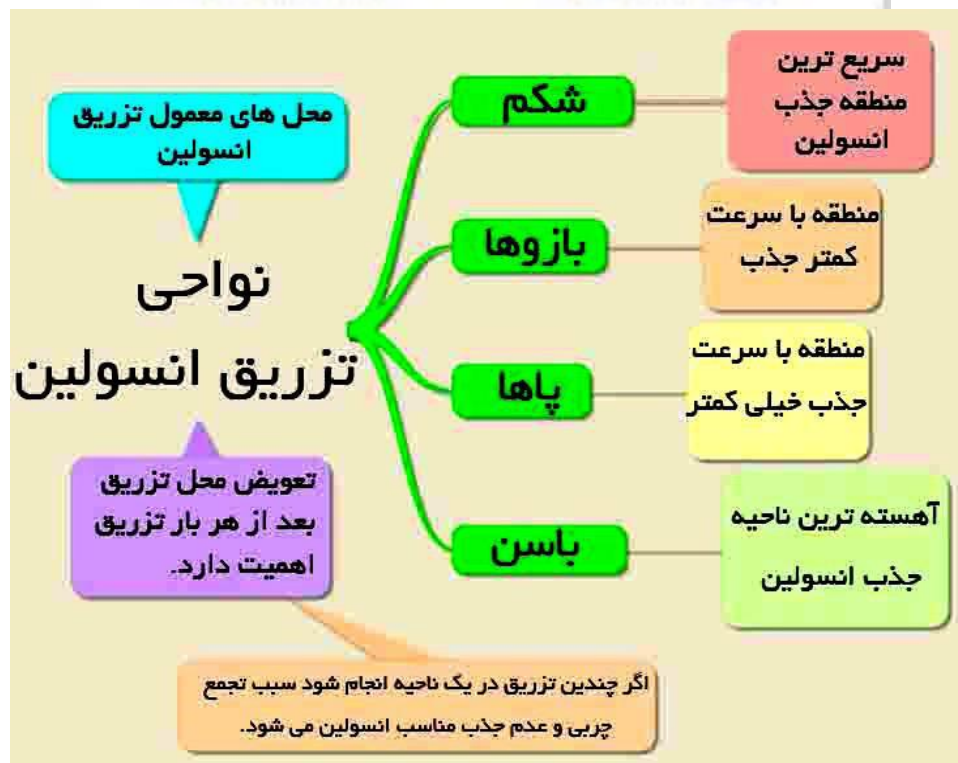 محل های معمول تزریق
انسولین
نواحی
تزریق انسولین
تعویض محل تزریق
بعد از هر بار تزریق
اهمیت دارد.
اگر چندین تزریق در یک ناحیه انجام شود سبب تجمع
چربی و عدم جذب مناسب انسولین می شود.
شکم
سریع ترین
منطقه جذب
انسولین
بازوها
منطقه با سرعت
کمتر جذب
پاها
منطقه با سرعت
جذب خیلی کمتر
باسن
آهسته ترین ناحیه
جذب انسولین